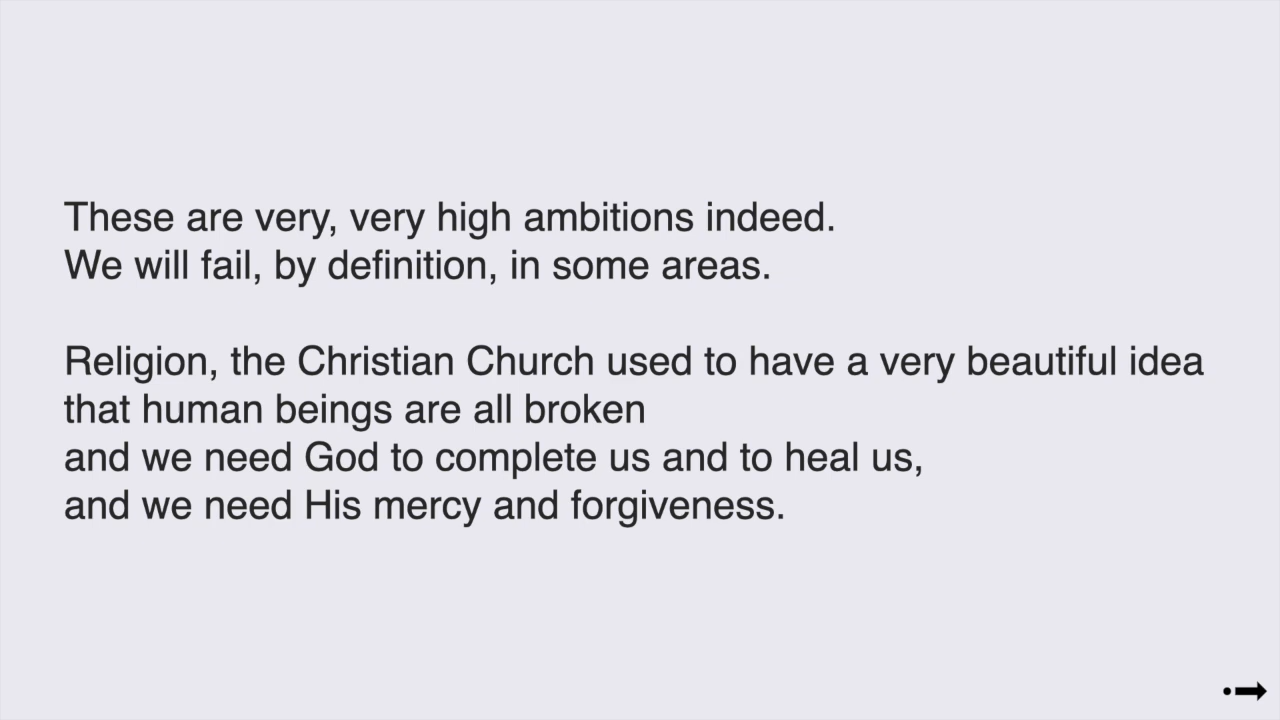 These are very, very high ambitions indeed.
We will fail, by definition, in some areas.
Religion, the Christian Church used to have a very beautiful idea
that human beings are all broken
and we need God to complete us and to heal us,
and we need His mercy and forgiveness.